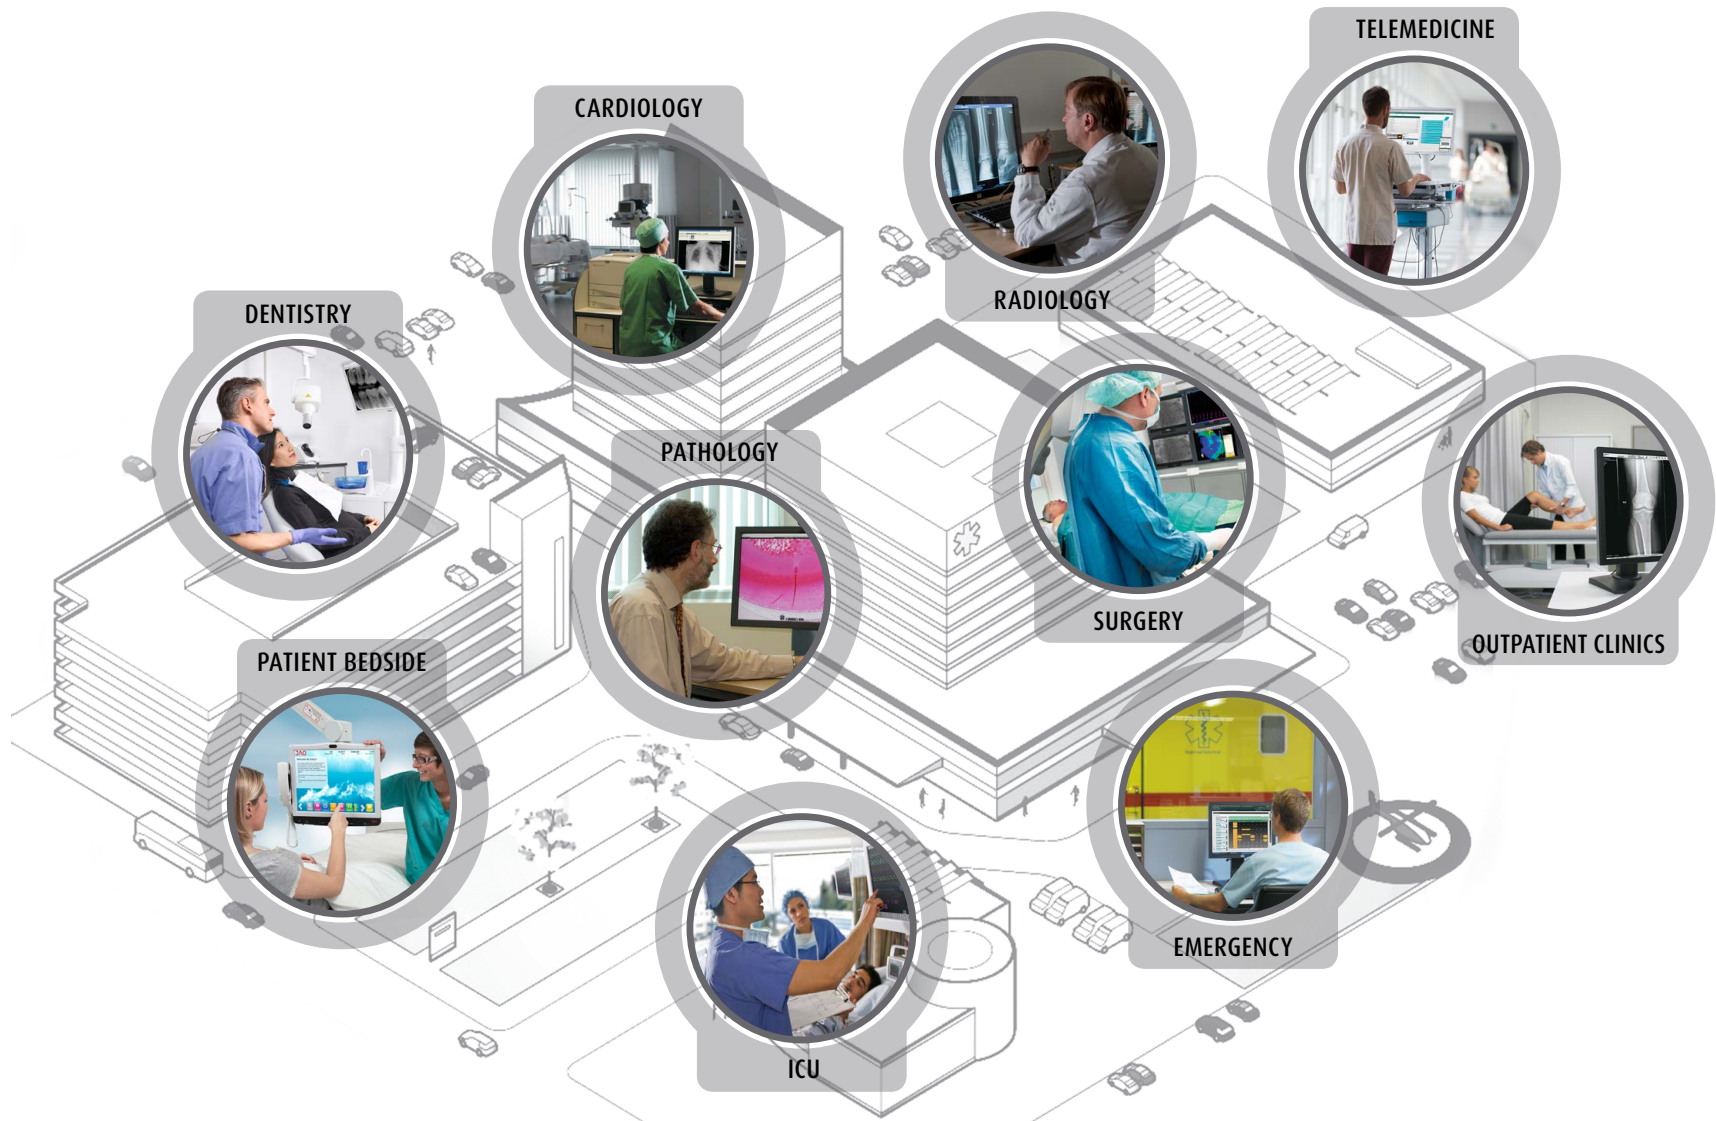 TELEMEDICINE
CARDIOLOGY
RADIOLOGY
DENTISTRY
PATHOLOGY
SURGERY
OUTPATIENT CLINICS
PATIENT BEDSIDE
EMERGENCY
ICU